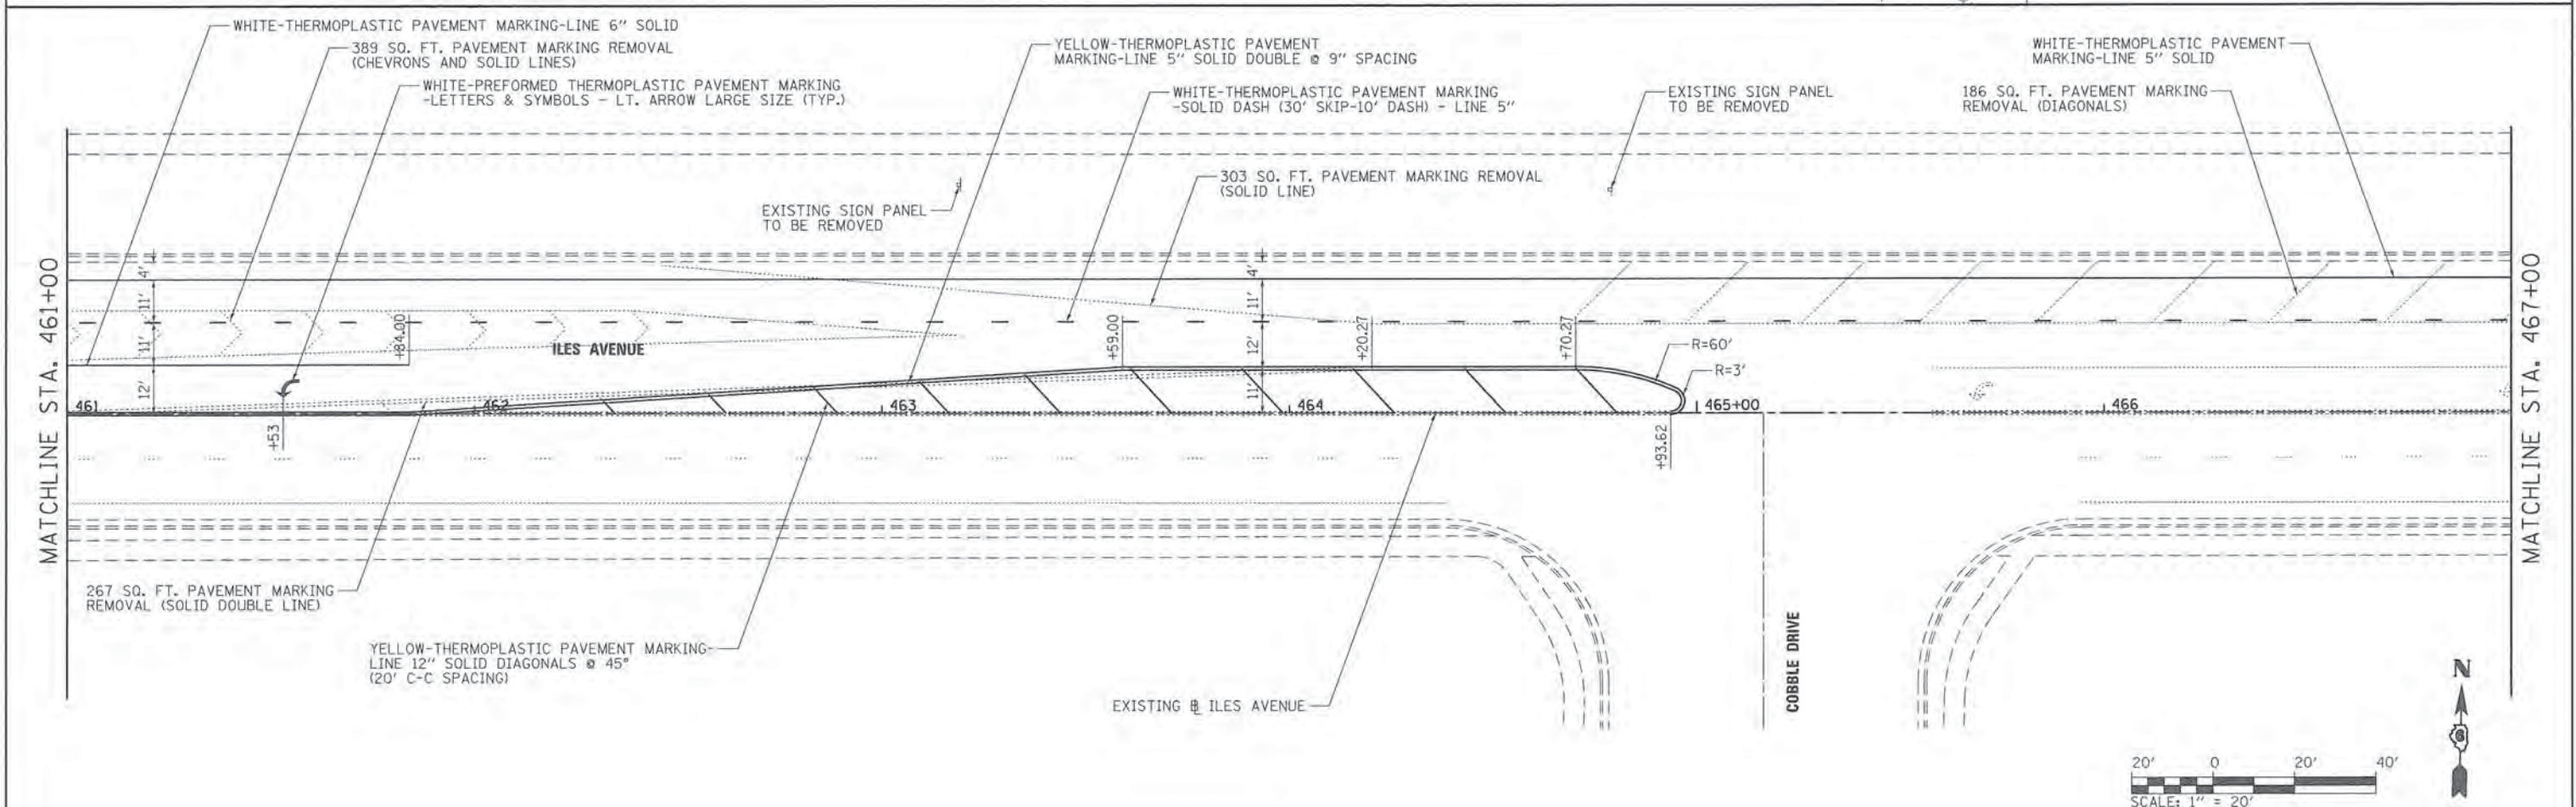 WHITE-THERMOPLASTIC PAVEMENT MARKING-LINE 6" SOLID
389 SQ. FT. PAVEMENT MARKING REMOVAL
(CHEVRONS AND SOLID LINES)
WHITE-PREFORMED THERMOPLASTIC PAVEMENT MARKING
-LETTERS & SYMBOLS - LT. ARROW LARGE SIZE (TYP.)
YELLOW-THERMOPLASTIC PAVEMENT
MARKING-LINE 5" SOLID DOUBLE @ 9" SPACING
WHITE-THERMOPLASTIC PAVEMENT MARKING
-SOLID DASH (30' SKIP-10' DASH) - LINE 5"
EXISTING SIGN PANEL
TO BE REMOVED
WHITE-THERMOPLASTIC PAVEMENT
MARKING-LINE 5" SOLID
186 SQ. FT. PAVEMENT MARKING
REMOVAL (DIAGONALS)
303 SQ. FT. PAVEMENT MARKING REMOVAL
(SOLID LINE)
EXISTING SIGN PANEL
TO BE REMOVED
MATCHLINE STA. 461+00
4'
11'
11'
12'
+84.00
ILES AVENUE
+59.00
4'
11'
12'
11'
+20.27
+70.27
R=60'
R=3'
461
462
463
464
465+00
466
+53
+93.62
MATCHLINE STA. 467+00
267 SQ. FT. PAVEMENT MARKING
REMOVAL (SOLID DOUBLE LINE)
YELLOW-THERMOPLASTIC PAVEMENT MARKING-
LINE 12" SOLID DIAGONALS @ 45°
(20' C-C SPACING)
EXISTING BL ILES AVENUE
COBBLE DRIVE
N
20' 0 20' 40'
SCALE: 1" = 20'